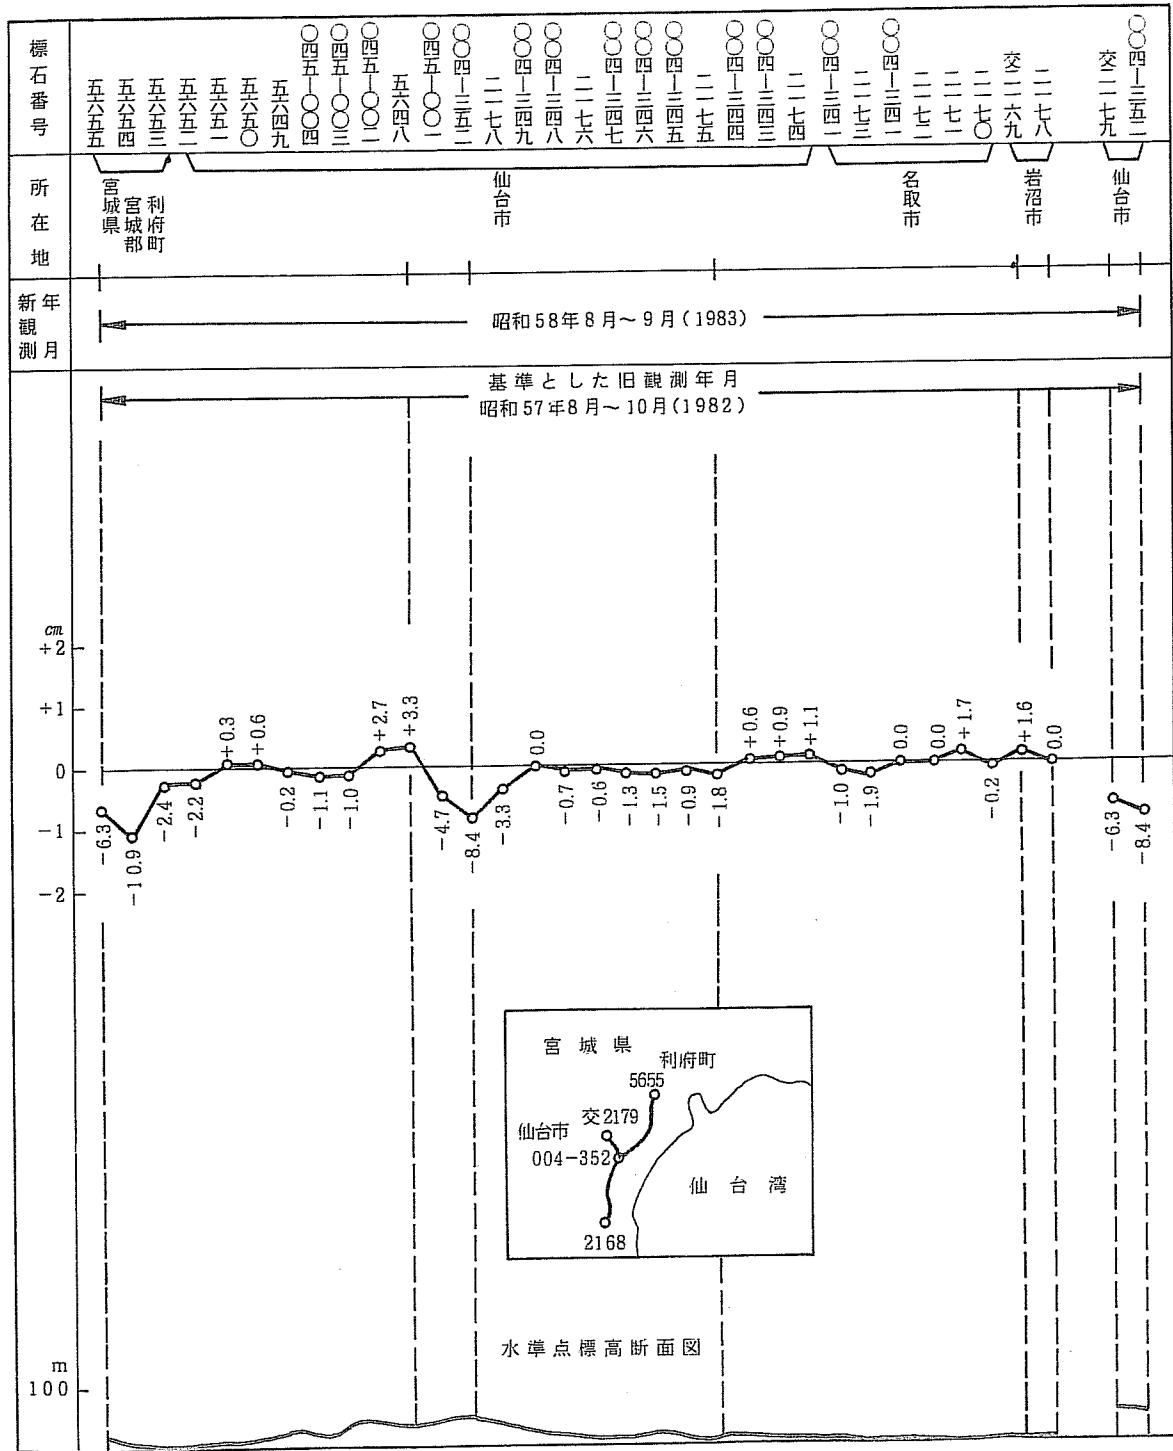 標石番号
五六五五
五六五四
五六五三
五六五二
五六五一
五六五〇
五六四九
〇四五―〇〇四
〇四五―〇〇三
〇四五―〇〇二
五六四八
〇四五―〇〇一
〇〇四―三五二
二一七八
〇〇四―三四九
〇〇四―三四八
二一七六
〇〇四―三四七
〇〇四―三四六
〇〇四―三四五
二一七五
〇〇四―三四四
〇〇四―三四三
二一七四
二一七三
〇〇四―三四一
二一七二
二一七一
二一七〇
交二一六九
交二一七九
〇〇四―三五二
所在地
宮城県
宮城郡
利府町
仙台市
名取市
岩沼市
仙台市
新観測
年月
昭和58年8月～9月(1983)
基準とした旧観測年月
昭和57年8月～10月(1982)
cm
+2
+1
0
-1
-2
-6.3
-10.9
-2.4
-2.2
+0.3
+0.6
-0.2
-1.1
-1.0
+2.7
+3.3
-4.7
-8.4
-3.3
0.0
-0.7
-0.6
-1.3
-1.5
-0.9
-1.8
+0.6
+0.9
+1.1
-1.0
-1.9
0.0
0.0
+1.7
-0.2
+1.6
0.0
-6.3
-8.4
宮城県
利府町
5655
交2179
仙台市
004-352
仙台湾
2168
水準点標高断面図
m
100